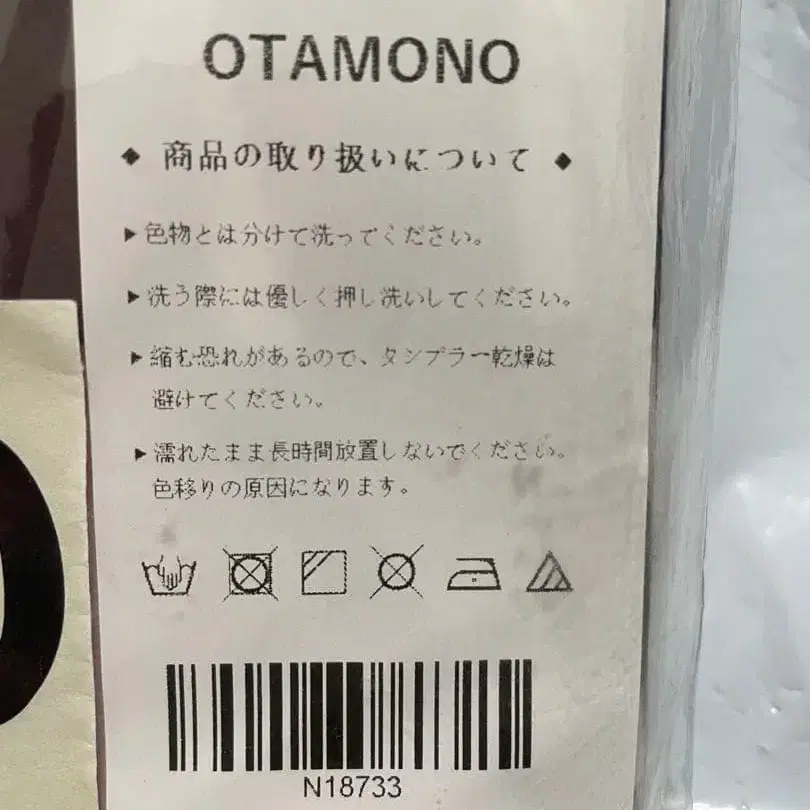 OTAMONO
◆ 商品の取り扱いについて ◆
▶色物とは分けて洗ってください。
▶洗う際には優しく押し洗いしてください。
▶縮む恐れがあるので、タンブラー乾燥は
避けてください。
▶濡れたまま長時間放置しないでください。
色移りの原因になります。
N18733